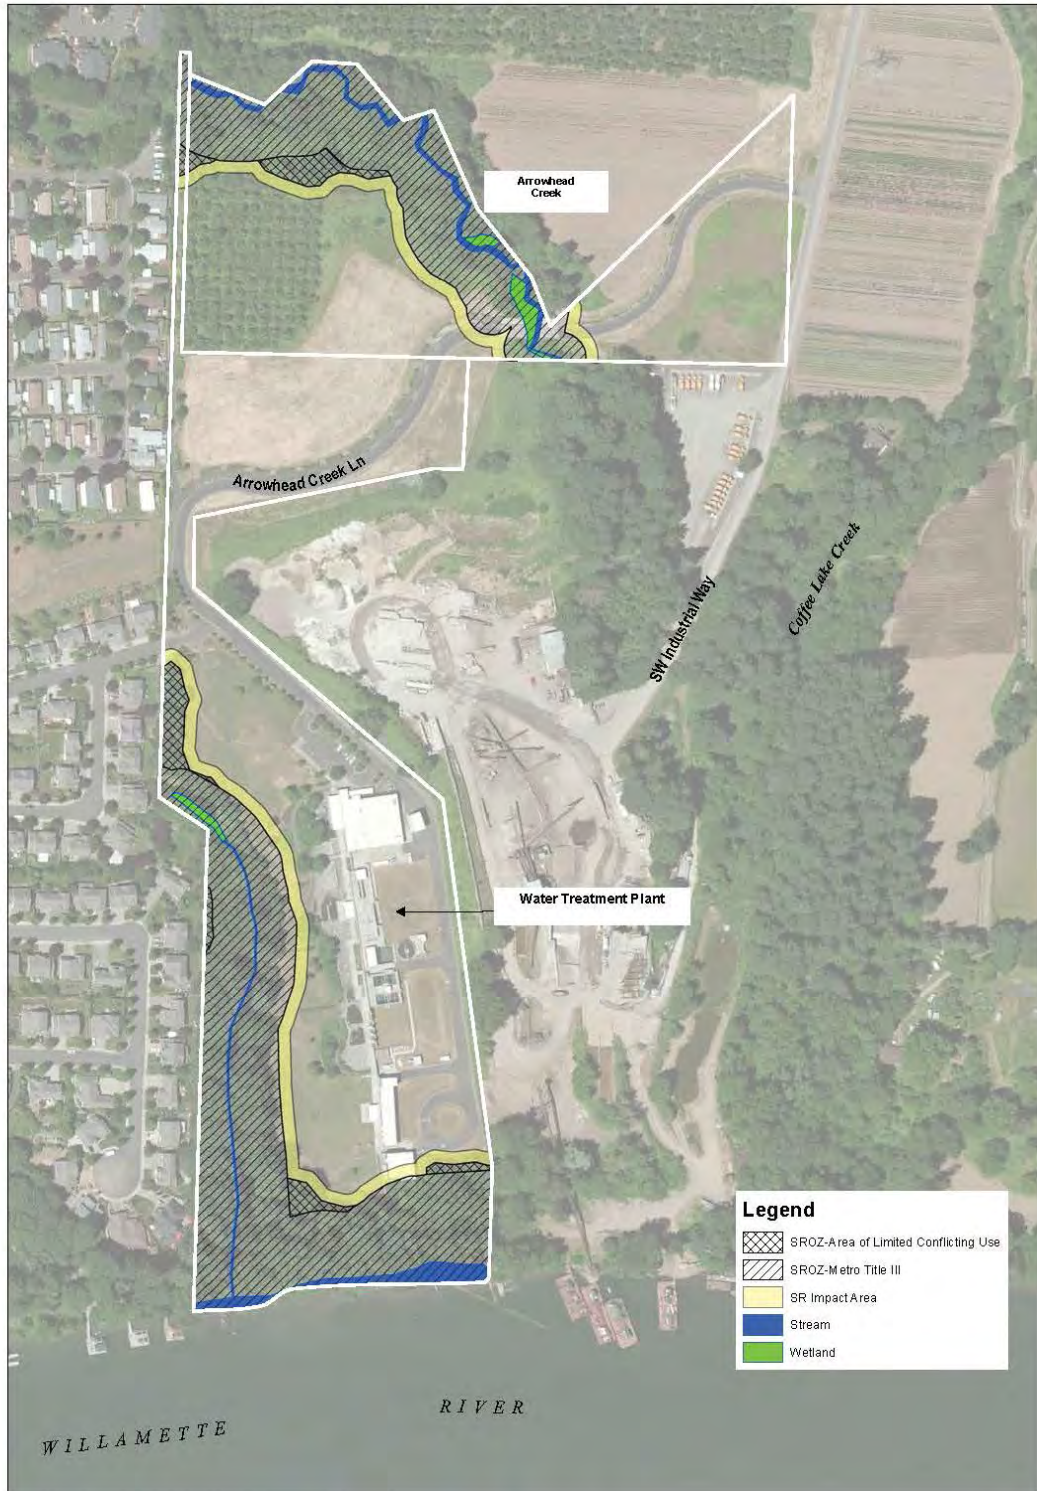 Arrowhead
Creek
Arrowhead Creek Ln
Coffee Lake Creek
SW Industrial Way
Water Treatment Plant
Legend
SROZ-Area of Limited Conflicting Use
SROZ-Metro Title III
SR Impact Area
Stream
Wetland
WILLAMETTE RIVER